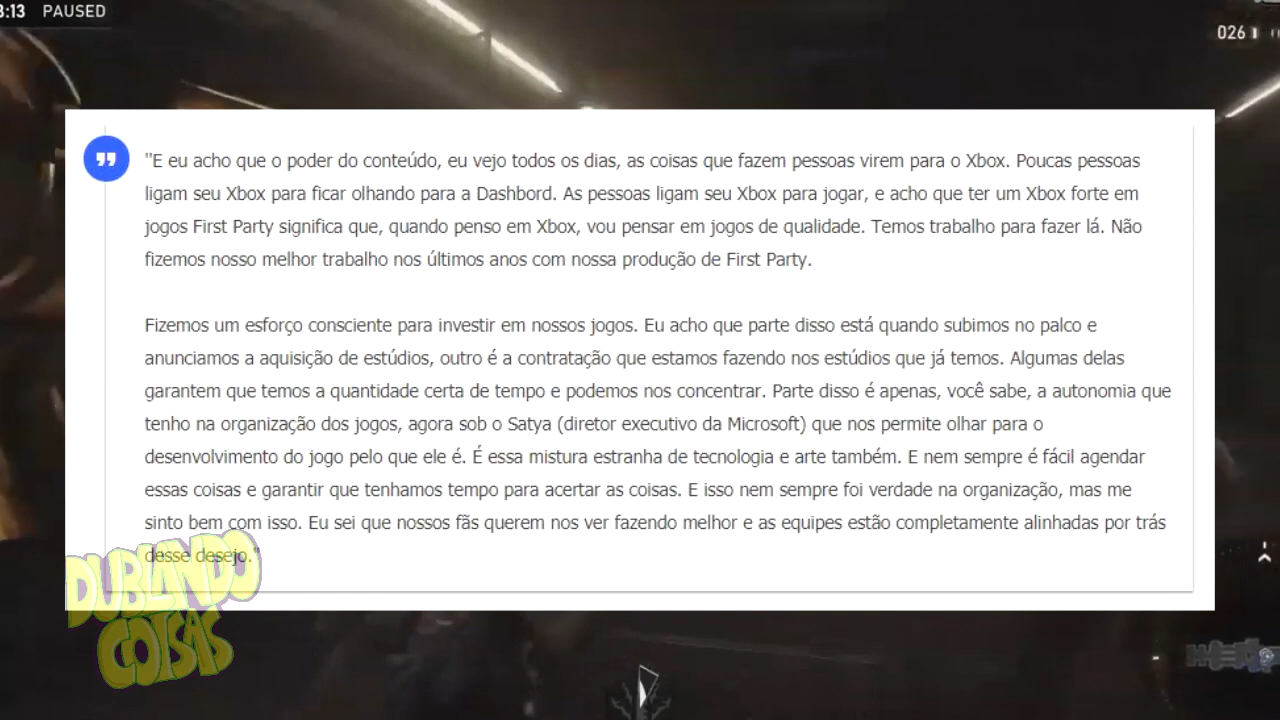 3:13 PAUSED
026
"E eu acho que o poder do conteúdo, eu vejo todos os dias, as coisas que fazem pessoas virem para o Xbox. Poucas pessoas
ligam seu Xbox para ficar olhando para a Dashbord. As pessoas ligam seu Xbox para jogar, e acho que ter um Xbox forte em
jogos First Party significa que, quando penso em Xbox, vou pensar em jogos de qualidade. Temos trabalho para fazer lá. Não
fizemos nosso melhor trabalho nos últimos anos com nossa produção de First Party.
Fizemos um esforço consciente para investir em nossos jogos. Eu acho que parte disso está quando subimos no palco e
anunciamos a aquisição de estúdios, outro é a contratação que estamos fazendo nos estúdios que já temos. Algumas delas
garantem que temos a quantidade certa de tempo e podemos nos concentrar. Parte disso é apenas, você sabe, a autonomia que
tenho na organização dos jogos, agora sob o Satya (diretor executivo da Microsoft) que nos permite olhar para o
desenvolvimento do jogo pelo que ele é. É essa mistura estranha de tecnologia e arte também. E nem sempre é fácil agendar
essas coisas e garantir que tenhamos tempo para acertar as coisas. E isso nem sempre foi verdade na organização, mas me
sinto bem com isso. Eu sei que nossos fãs querem nos ver fazendo melhor e as equipes estão completamente alinhadas por trás
desse desejo."
DUBLANDO
COISAS